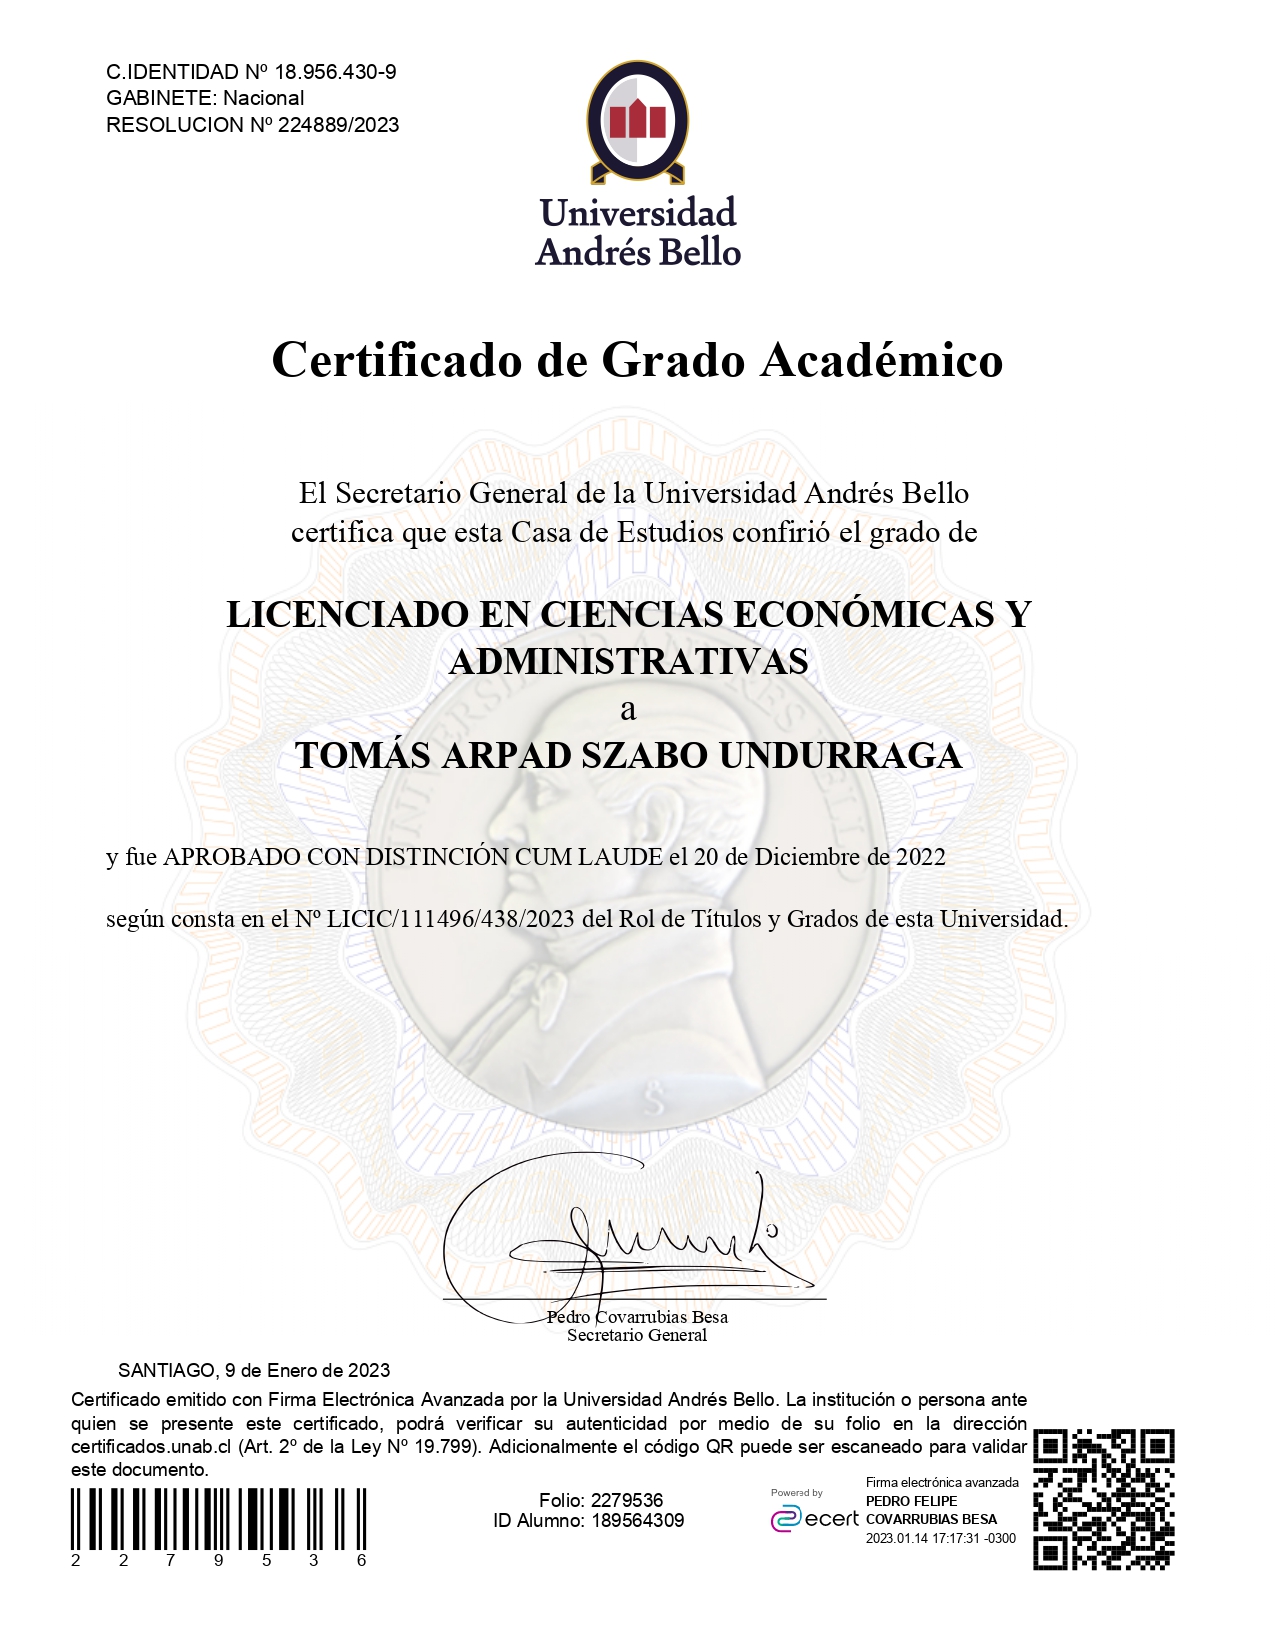 C.IDENTIDAD Nº 18.956.430-9
GABINETE: Nacional
RESOLUCION Nº 224889/2023
Universidad
Andrés Bello
Certificado de Grado Académico
El Secretario General de la Universidad Andrés Bello
certifica que esta Casa de Estudios confirió el grado de
LICENCIADO EN CIENCIAS ECONÓMICAS Y
ADMINISTRATIVAS
a
TOMÁS ARPAD SZABO UNDURRAGA
y fue APROBADO CON DISTINCIÓN CUM LAUDE el 20 de Diciembre de 2022
según consta en el Nº LICIC/111496/438/2023 del Rol de Títulos y Grados de esta Universidad.
UNIVERSIDAD ANDRES BELLO
Pedro Covarrubias Besa
Secretario General
SANTIAGO, 9 de Enero de 2023
Certificado emitido con Firma Electrónica Avanzada por la Universidad Andrés Bello. La institución o persona ante
quien se presente este certificado, podrá verificar su autenticidad por medio de su folio en la dirección
certificados.unab.cl (Art. 2º de la Ley Nº 19.799). Adicionalmente el código QR puede ser escaneado para validar
este documento.
2 2 7 9 5 3 6
Folio: 2279536
ID Alumno: 189564309
Powered by
ecert
Firma electrónica avanzada
PEDRO FELIPE
COVARRUBIAS BESA
2023.01.14 17:17:31 -0300